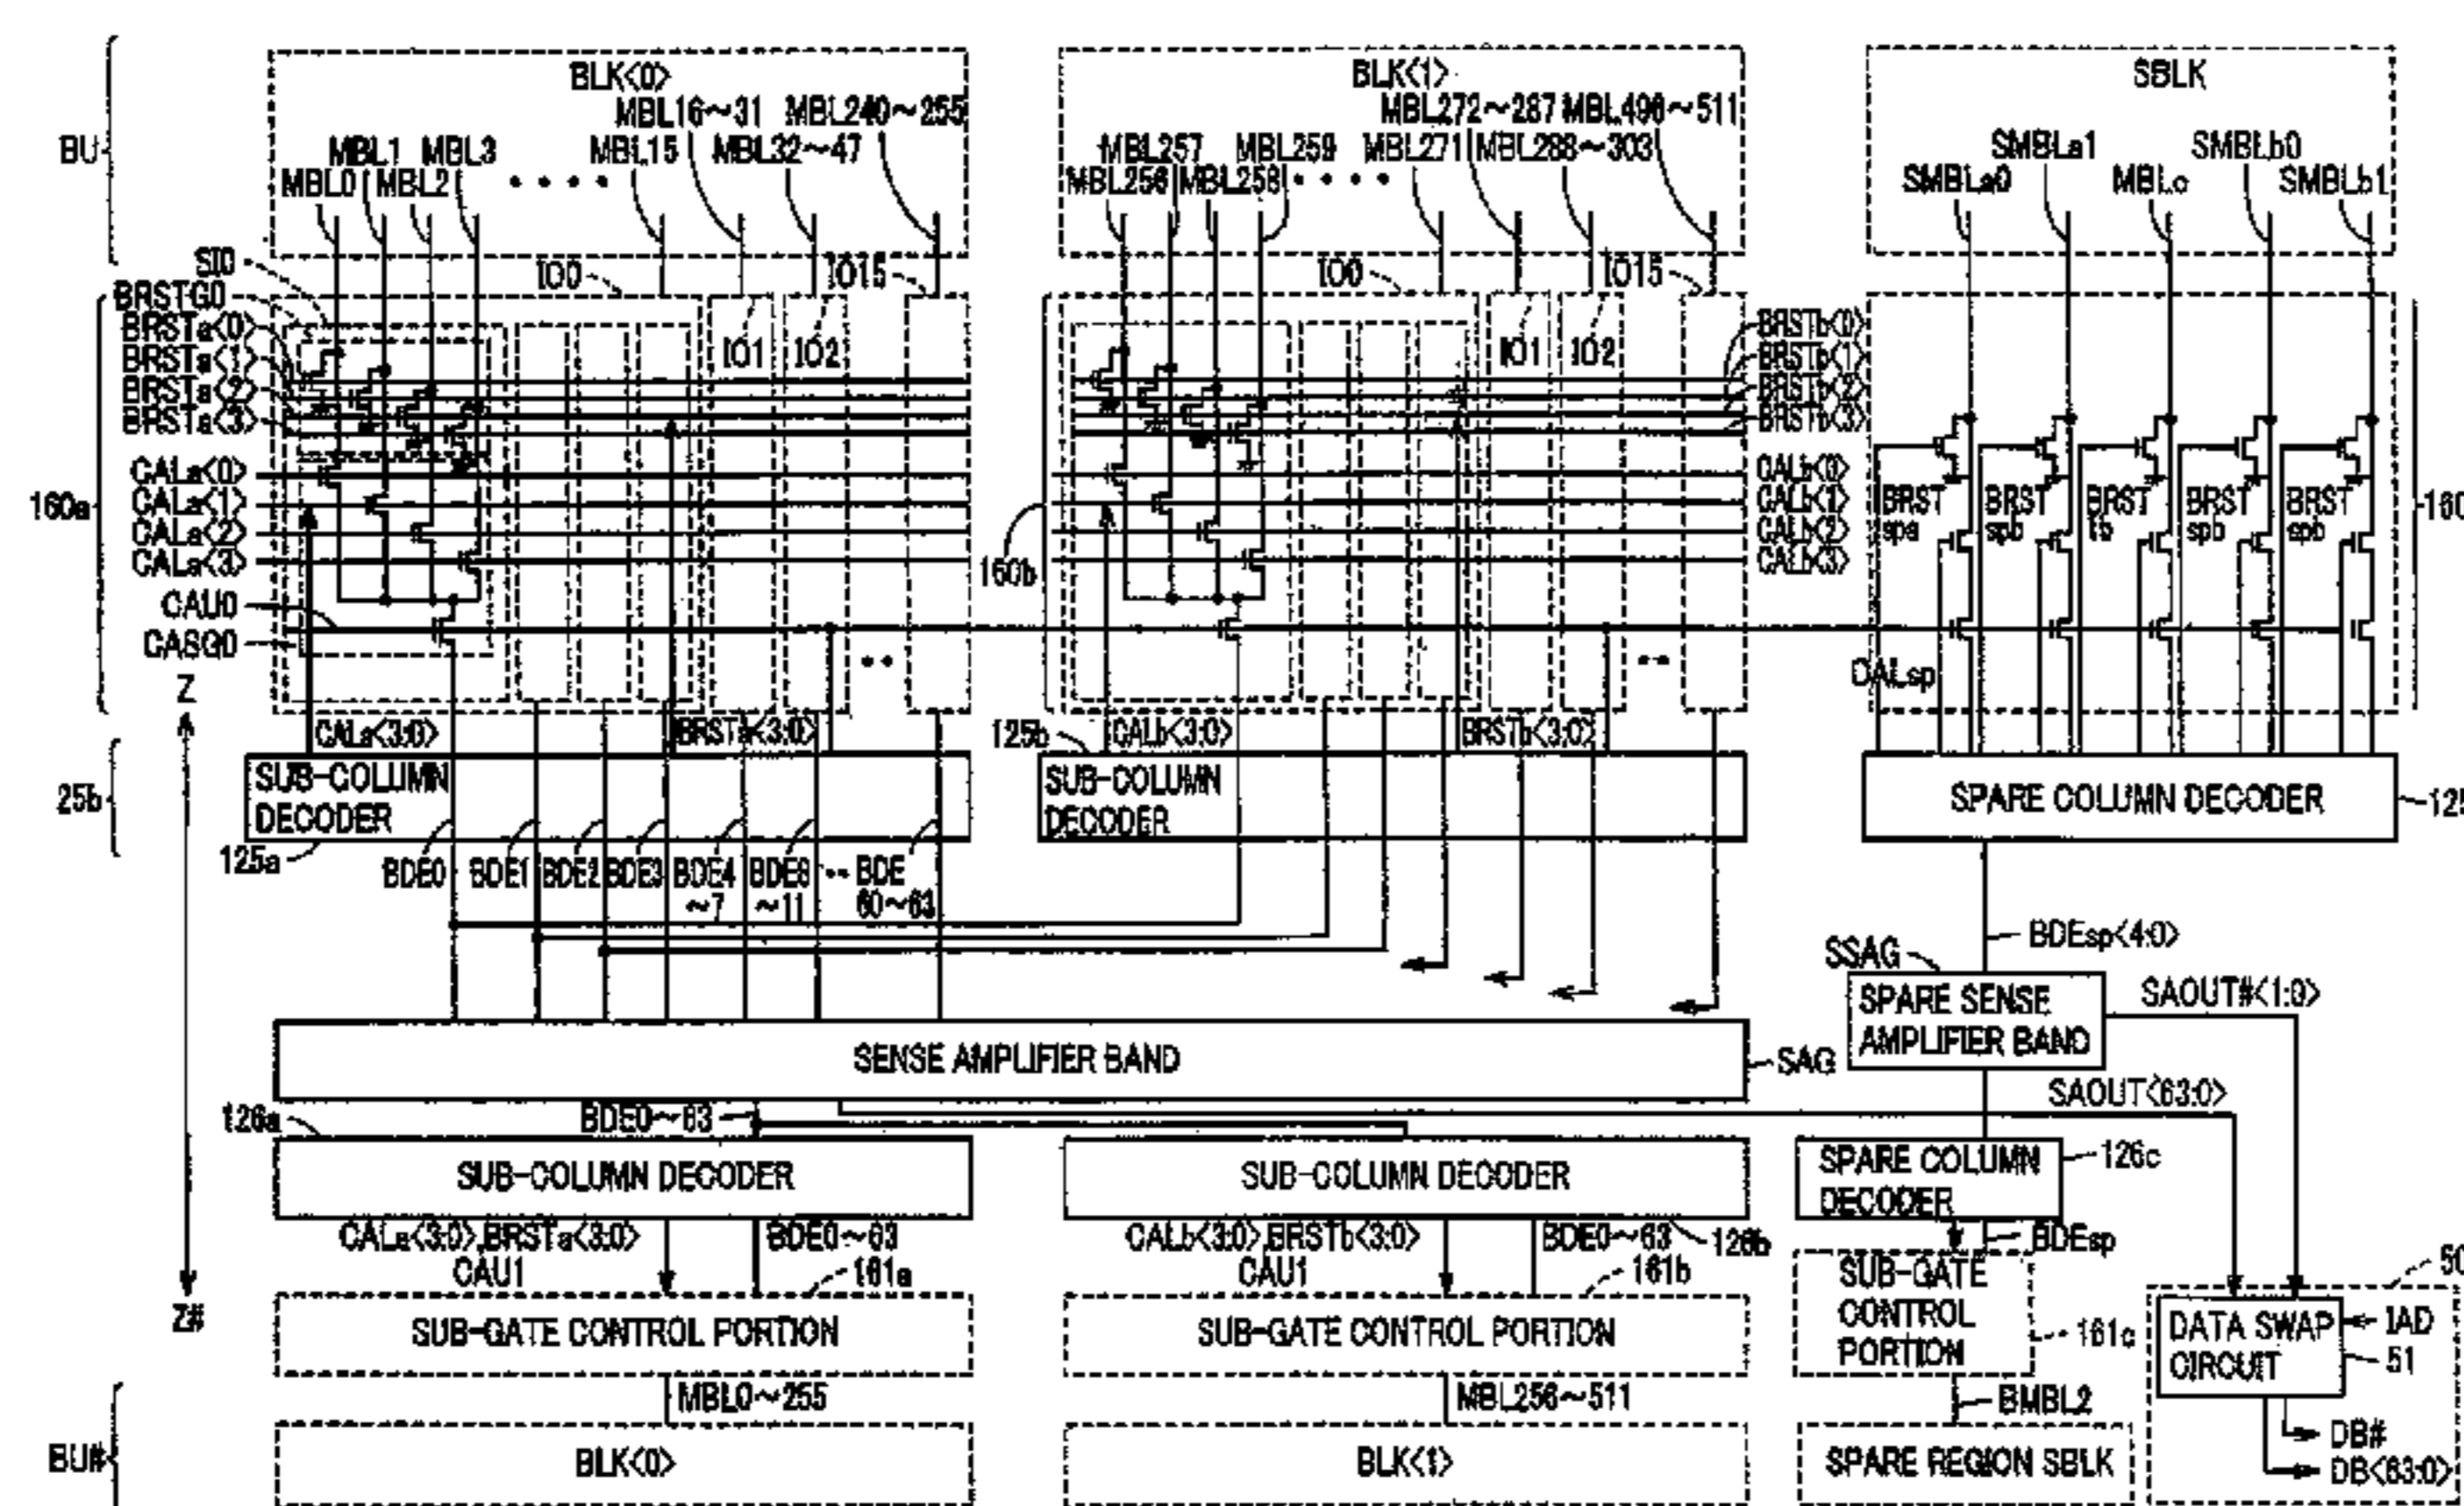 BLK<0>
BLK<1>
SBLK
MBL16~31 MBL240~255
MBL272~287 MBL496~511
BU
MBL1 MBL3 MBL15 MBL32~47
MBL257 MBL259 MBL271 MBL288~303
SMBLa1 SMBLb0
MBL0 MBL2
MBL256 MBL258
SMBLa0 MBLc SMBLb1
SI0
IO0 IO15
IO0 IO15
BRSTG0
BRSTa<0>
BRSTa<1>
BRSTa<2>
BRSTa<3>
IO1 IO2
IO1 IO2
BRSTb<0>
BRSTb<1>
BRSTb<2>
BRSTb<3>
CALa<0>
CALa<1>
CALa<2>
CALa<3>
160a
160b
CALb<0>
CALb<1>
CALb<2>
CALb<3>
BRST spa
BRST spb
BRST
BRST spb
BRST spb
160
CAU0
CASG0
CALsp
Z
CALa<3:0> BRSTa<3:0>
125b CALb<3:0> BRSTb<3:0>
25b
SUB-COLUMN
DECODER
SUB-COLUMN
DECODER
SPARE COLUMN DECODER
125
125a
BDE0 BDE1 BDE2 BDE3 BDE4
~7
BDE8
~11
BDE
60~63
BDEsp<4:0>
SSAG
SPARE SENSE
AMPLIFIER BAND
SAOUT#<1:0>
SENSE AMPLIFIER BAND
SAG
SAOUT<63:0>
126a BDE0~63
SUB-COLUMN DECODER
SUB-COLUMN DECODER
SPARE COLUMN
DECODER
126c
CALa<3:0>,BRSTa<3:0>
CAU1
BDE0~63
161a
CALb<3:0>,BRSTb<3:0>
CAU1
BDE0~63
126b
161b
BDEsp
Z#
SUB-GATE CONTROL PORTION
SUB-GATE CONTROL PORTION
SUB-GATE
CONTROL
PORTION
161c
50
DATA SWAP
CIRCUIT
IAD
51
MBL0~255
MBL256~511
BMBL2
BU#
BLK<0>
BLK<1>
SPARE REGION SBLK
DB#
DB<63:0>